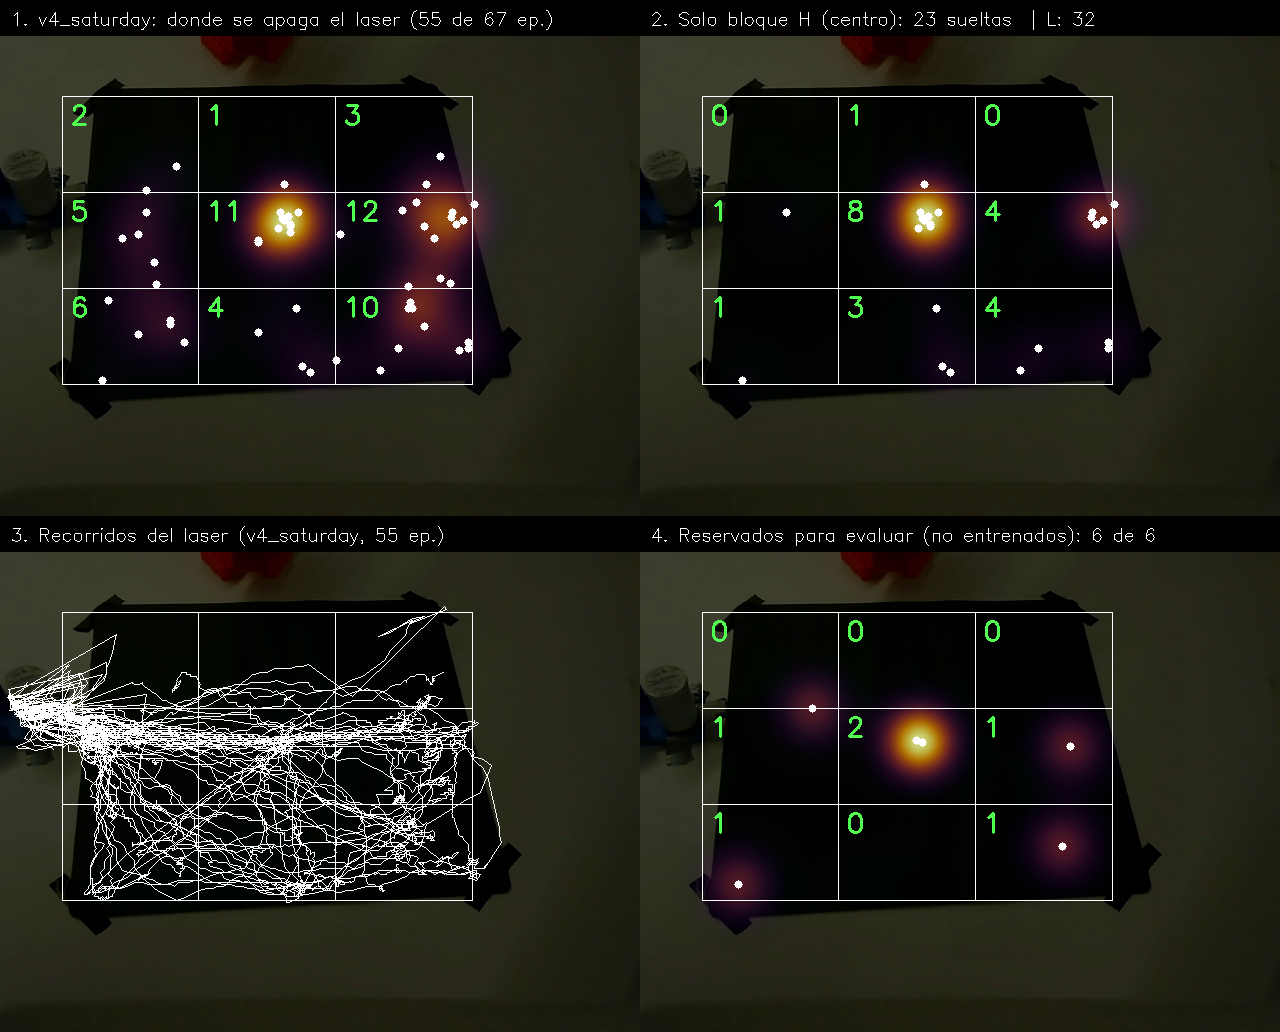 1. v4_saturday: donde se apaga el laser (55 de 67 ep.)
2. Solo bloque H (centro): 23 sueltas | L: 32
2 1 3
5 11 12
6 4 10
0 1 0
1 8 4
1 3 4
3. Recorridos del laser (v4_saturday, 55 ep.)
4. Reservados para evaluar (no entrenados): 6 de 6
0 0 0
1 2 1
1 0 1